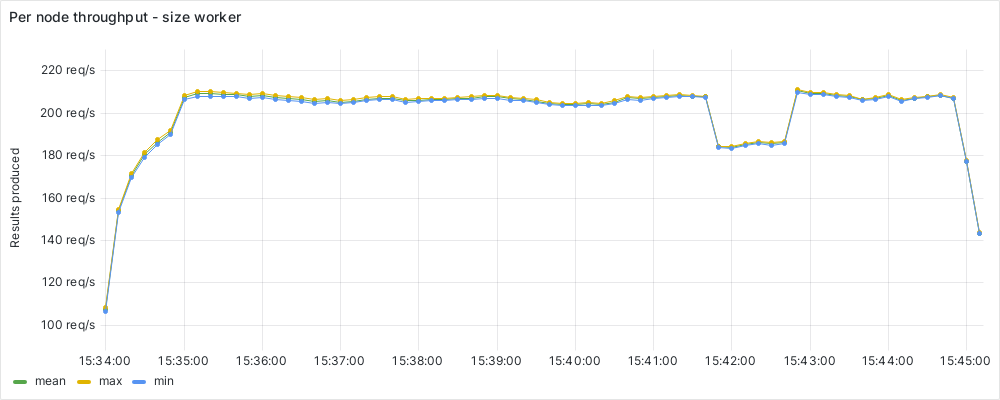 Per node throughput - size worker
Results produced
220 req/s
200 req/s
180 req/s
160 req/s
140 req/s
120 req/s
100 req/s
15:34:00 15:35:00 15:36:00 15:37:00 15:38:00 15:39:00 15:40:00 15:41:00 15:42:00 15:43:00 15:44:00 15:45:00
mean max min